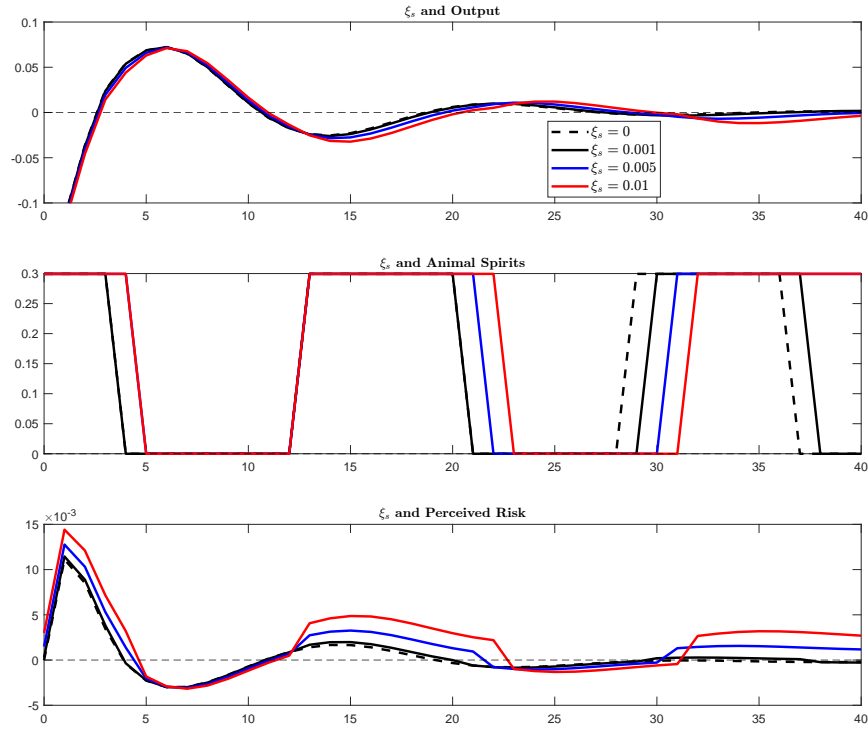 ξₛ and Output
0.1
0.05
0
-0.05
-0.1
ξₛ = 0
ξₛ = 0.001
ξₛ = 0.005
ξₛ = 0.01
0 5 10 15 20 25 30 35 40
ξₛ and Animal Spirits
0.3
0.25
0.2
0.15
0.1
0.05
0
0 5 10 15 20 25 30 35 40
×10⁻³
ξₛ and Perceived Risk
15
10
5
0
-5
0 5 10 15 20 25 30 35 40